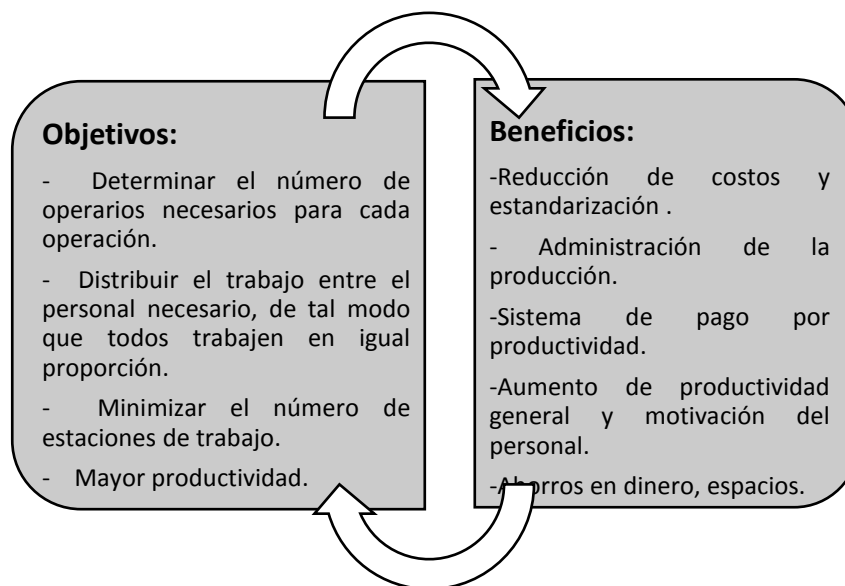 Objetivos:
- Determinar el número de
operarios necesarios para cada
operación.
- Distribuir el trabajo entre el
personal necesario, de tal modo
que todos trabajen en igual
proporción.
- Minimizar el número de
estaciones de trabajo.
- Mayor productividad.
Beneficios:
-Reducción de costos y
estandarización .
- Administración de la
producción.
-Sistema de pago por
productividad.
-Aumento de productividad
general y motivación del
personal.
-Ahorros en dinero, espacios.